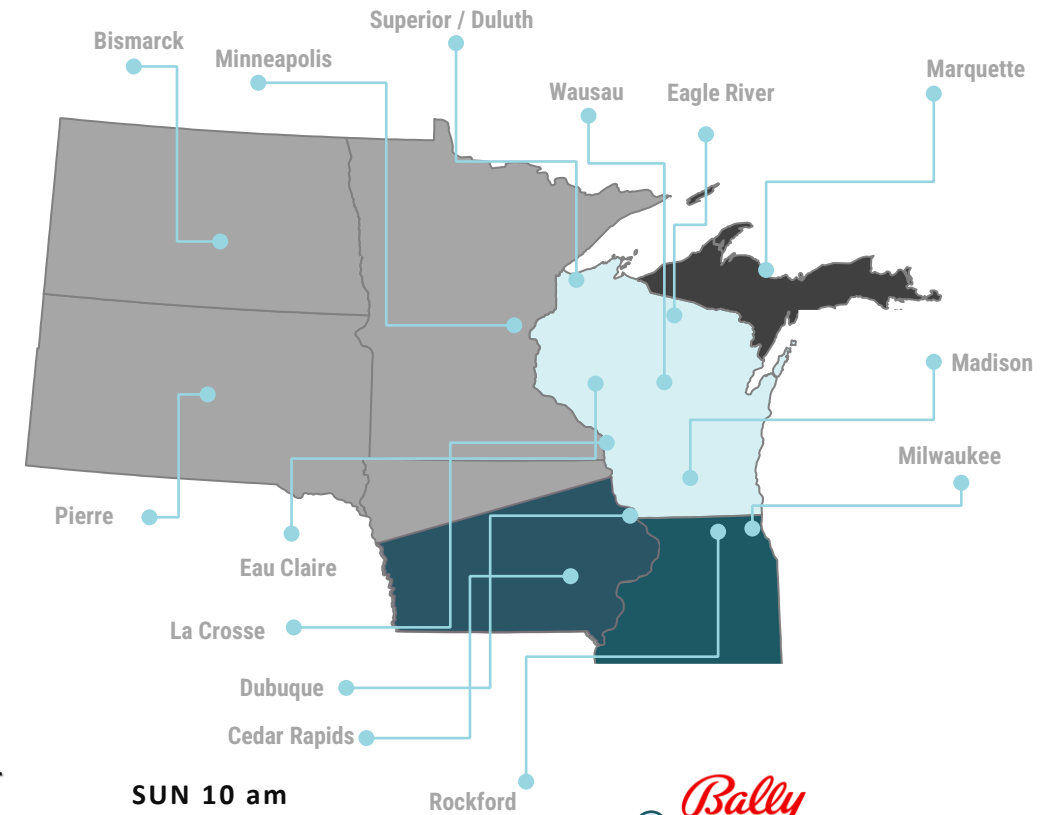 Superior / Duluth
Bismarck
Minneapolis
Marquette
Wausau
Eagle River
Madison
Milwaukee
Pierre
Eau Claire
La Crosse
Dubuque
Cedar Rapids
SUN 10 am
Rockford
Bally